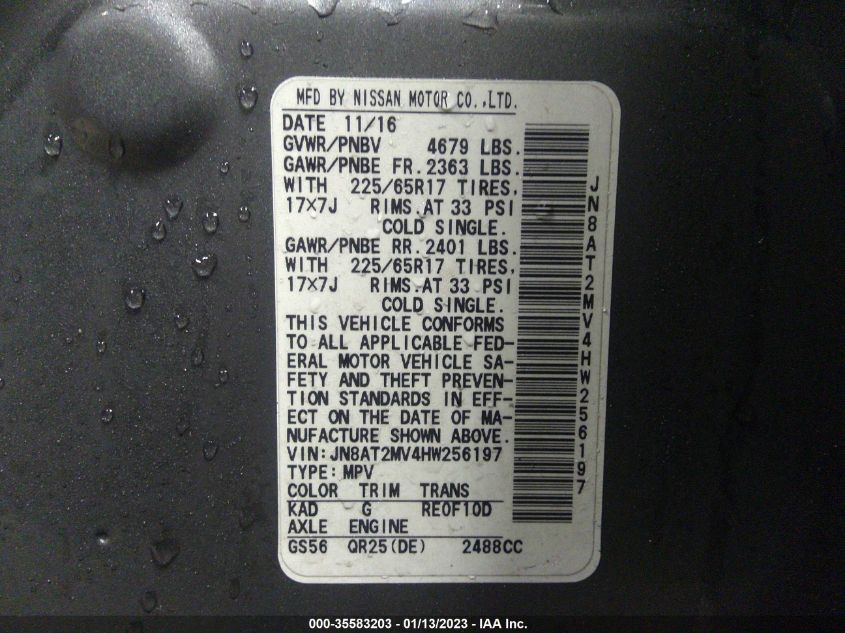 MFD BY NISSAN MOTOR CO.,LTD.
DATE 11/16
GVWR/PNBV 4679 LBS.
GAWR/PNBE FR. 2363 LBS.
WITH 225/65R17 TIRES,
17×7J RIMS.AT 33 PSI
COLD SINGLE.
GAWR/PNBE RR. 2401 LBS.
WITH 225/65R17 TIRES,
17×7J RIMS.AT 33 PSI
COLD SINGLE.
THIS VEHICLE CONFORMS
TO ALL APPLICABLE FED-
ERAL MOTOR VEHICLE SA-
FETY AND THEFT PREVEN-
TION STANDARDS IN EFF-
ECT ON THE DATE OF MA-
NUFACTURE SHOWN ABOVE.
VIN:JN8AT2MV4HW256197
TYPE:MPV
COLOR TRIM TRANS
KAD G RE0F10D
AXLE ENGINE
GS56 QR25(DE) 2488CC
JN8AT2MV4HW256197
000-35583203 - 01/13/2023 - IAA Inc.